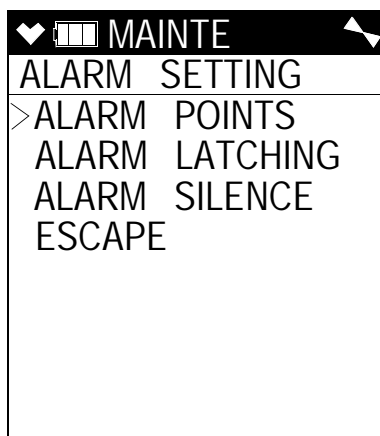 MAINTE
ALARM SETTING
>ALARM POINTS
ALARM LATCHING
ALARM SILENCE
ESCAPE